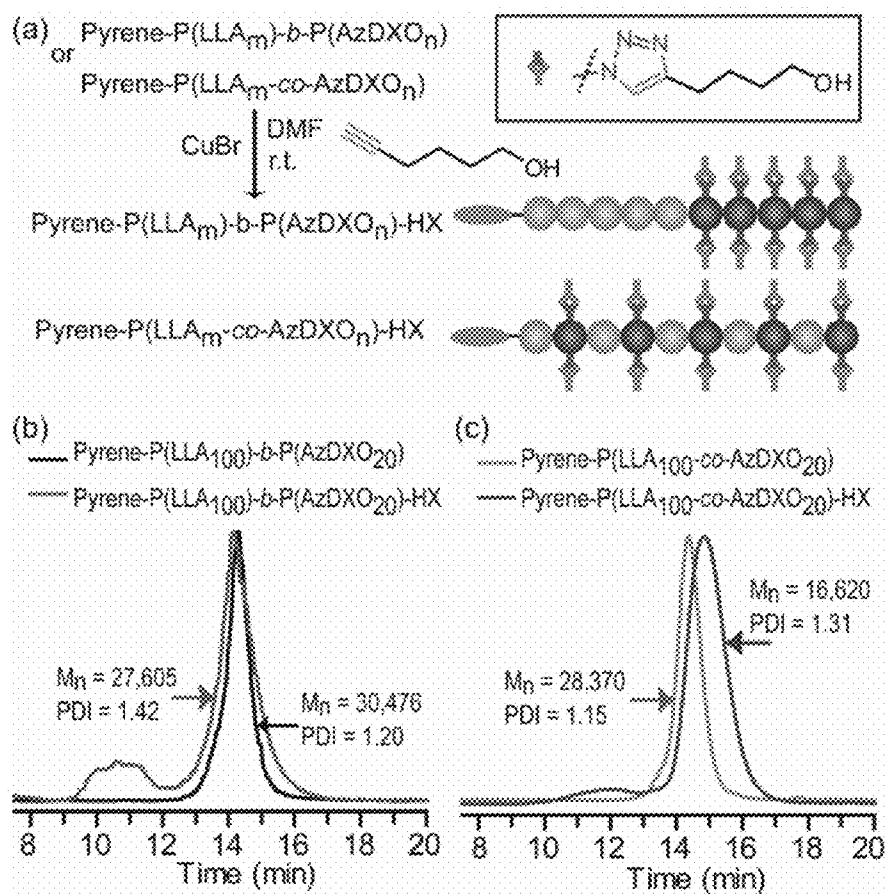 (a)
Pyrene-P(LLAm)-b-P(AzDXOn)
or
Pyrene-P(LLAm-co-AzDXOn)
CuBr
DMF
r.t.
OH
N
N
N
OH
Pyrene-P(LLAm)-b-P(AzDXOn)-HX
Pyrene-P(LLAm-co-AzDXOn)-HX
(b)
Pyrene-P(LLA100)-b-P(AzDXO20)
Pyrene-P(LLA100)-b-P(AzDXO20)-HX
Mn = 27,605
PDI = 1.42
Mn = 30,476
PDI = 1.20
8 10 12 14 16 18 20
Time (min)
(c)
Pyrene-P(LLA100-co-AzDXO20)
Pyrene-P(LLA100-co-AzDXO20)-HX
Mn = 16,620
PDI = 1.31
Mn = 28,370
PDI = 1.15
8 10 12 14 16 18 20
Time (min)